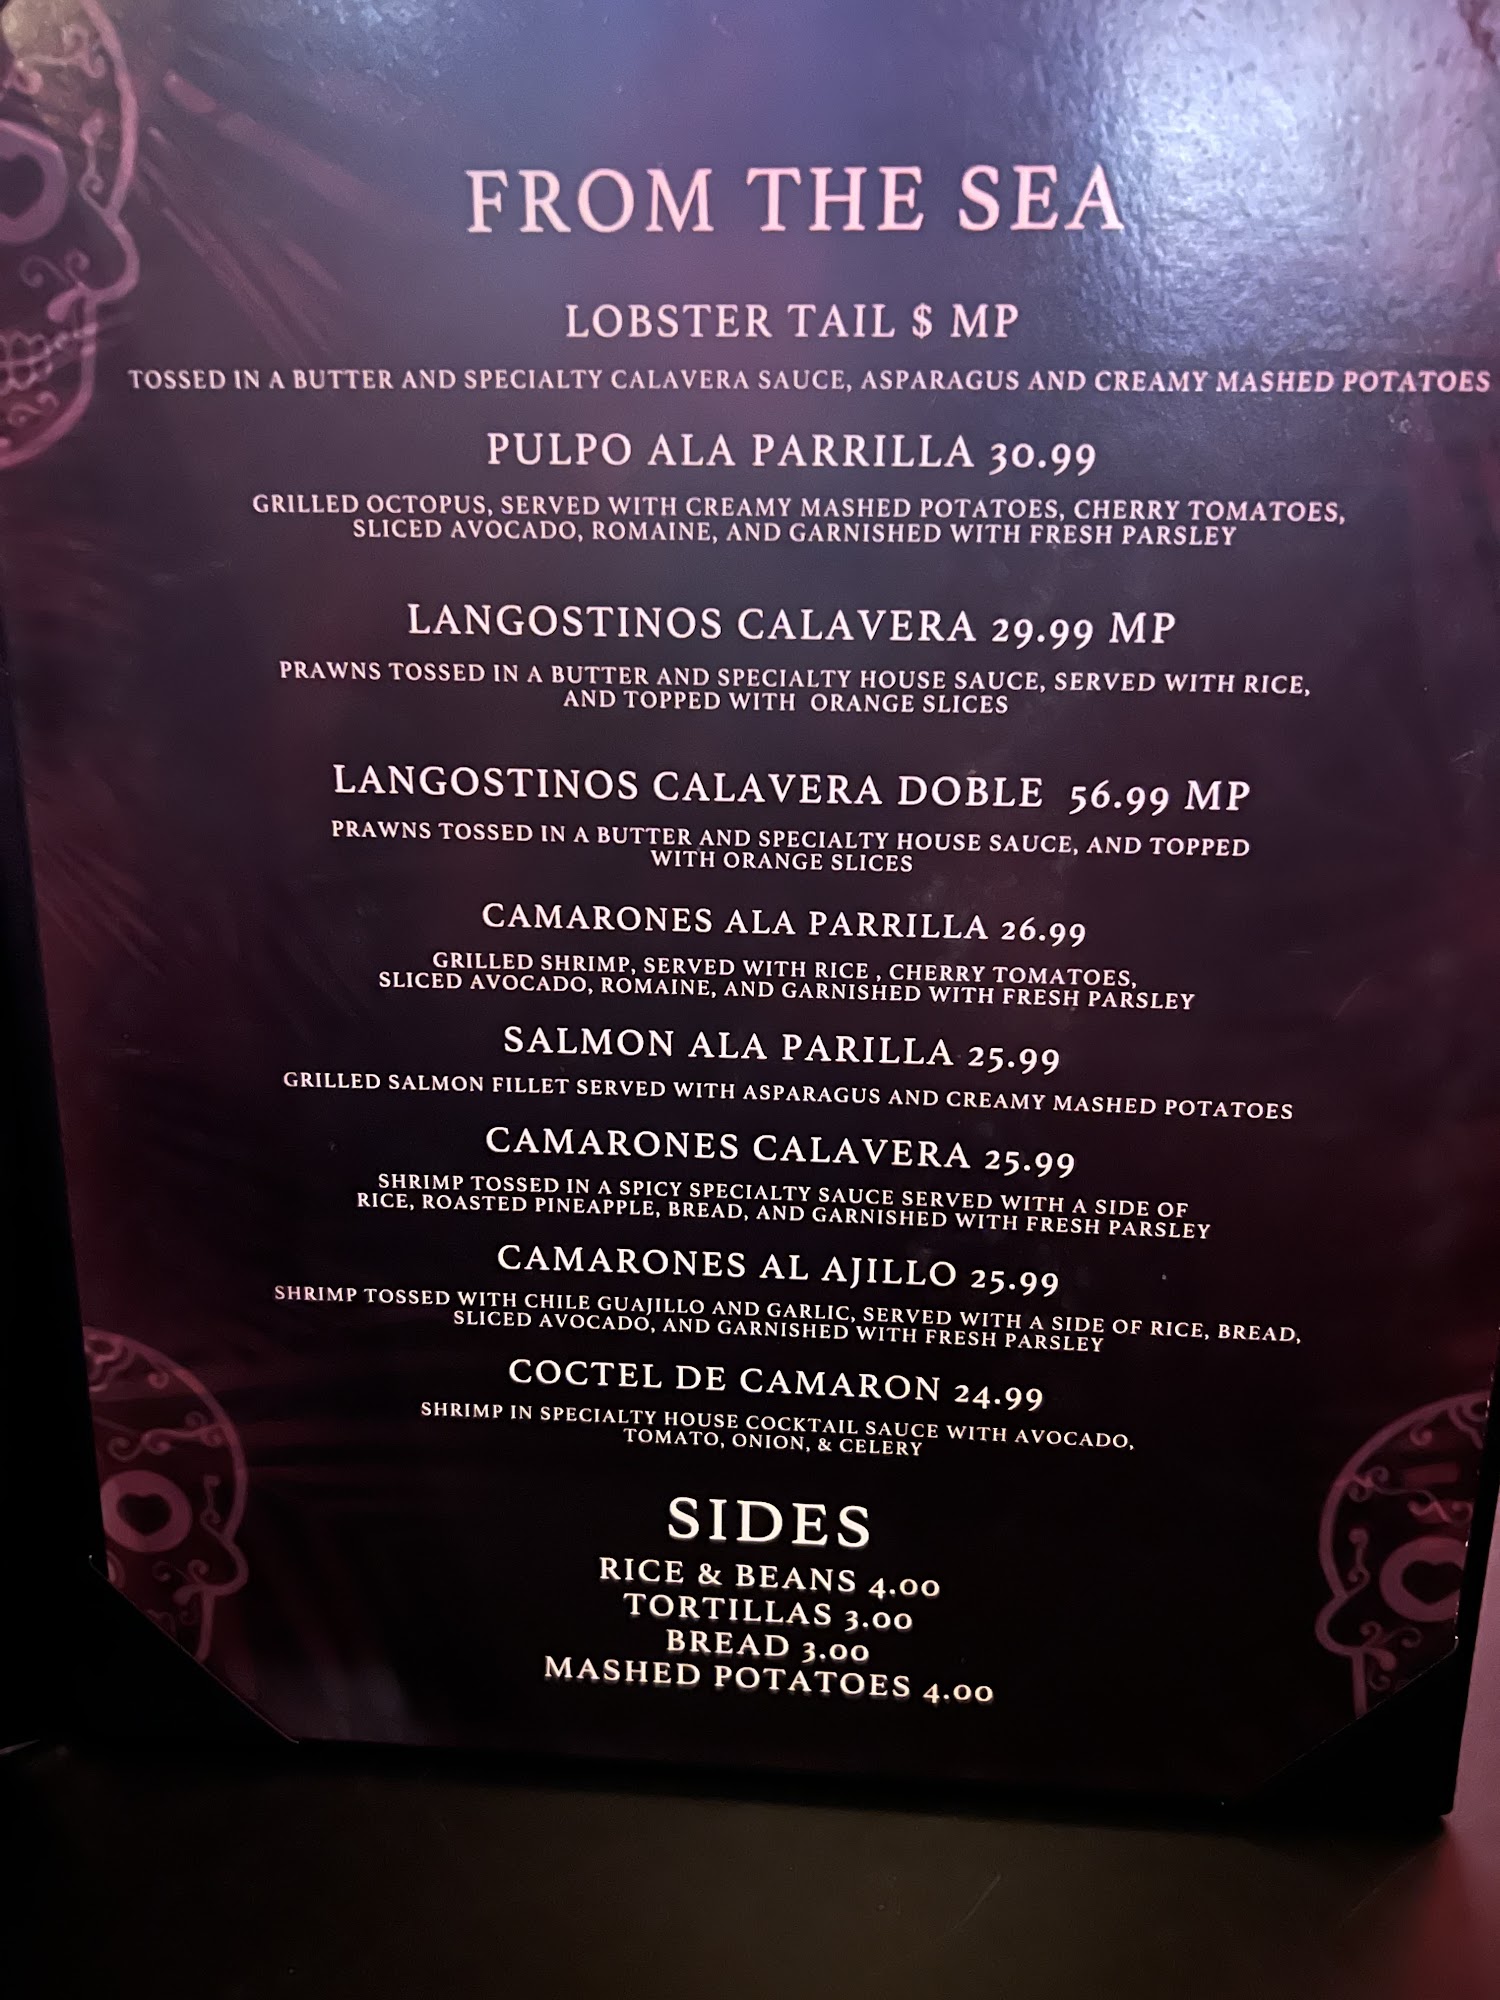 FROM THE SEA
LOBSTER TAIL $ MP
TOSSED IN A BUTTER AND SPECIALTY CALAVERA SAUCE, ASPARAGUS AND CREAMY MASHED POTATOES
PULPO ALA PARRILLA 30.99
GRILLED OCTOPUS, SERVED WITH CREAMY MASHED POTATOES, CHERRY TOMATOES,
SLICED AVOCADO, ROMAINE, AND GARNISHED WITH FRESH PARSLEY
LANGOSTINOS CALAVERA 29.99 MP
PRAWNS TOSSED IN A BUTTER AND SPECIALTY HOUSE SAUCE, SERVED WITH RICE,
AND TOPPED WITH ORANGE SLICES
LANGOSTINOS CALAVERA DOBLE 56.99 MP
PRAWNS TOSSED IN A BUTTER AND SPECIALTY HOUSE SAUCE, AND TOPPED
WITH ORANGE SLICES
CAMARONES ALA PARRILLA 26.99
GRILLED SHRIMP, SERVED WITH RICE , CHERRY TOMATOES,
SLICED AVOCADO, ROMAINE, AND GARNISHED WITH FRESH PARSLEY
SALMON ALA PARILLA 25.99
GRILLED SALMON FILLET SERVED WITH ASPARAGUS AND CREAMY MASHED POTATOES
CAMARONES CALAVERA 25.99
SHRIMP TOSSED IN A SPICY SPECIALTY SAUCE SERVED WITH A SIDE OF
RICE, ROASTED PINEAPPLE, BREAD, AND GARNISHED WITH FRESH PARSLEY
CAMARONES AL AJILLO 25.99
SHRIMP TOSSED WITH CHILE GUAJILLO AND GARLIC, SERVED WITH A SIDE OF RICE, BREAD,
SLICED AVOCADO, AND GARNISHED WITH FRESH PARSLEY
COCTEL DE CAMARON 24.99
SHRIMP IN SPECIALTY HOUSE COCKTAIL SAUCE WITH AVOCADO,
TOMATO, ONION, & CELERY
SIDES
RICE & BEANS 4.00
TORTILLAS 3.00
BREAD 3.00
MASHED POTATOES 4.00